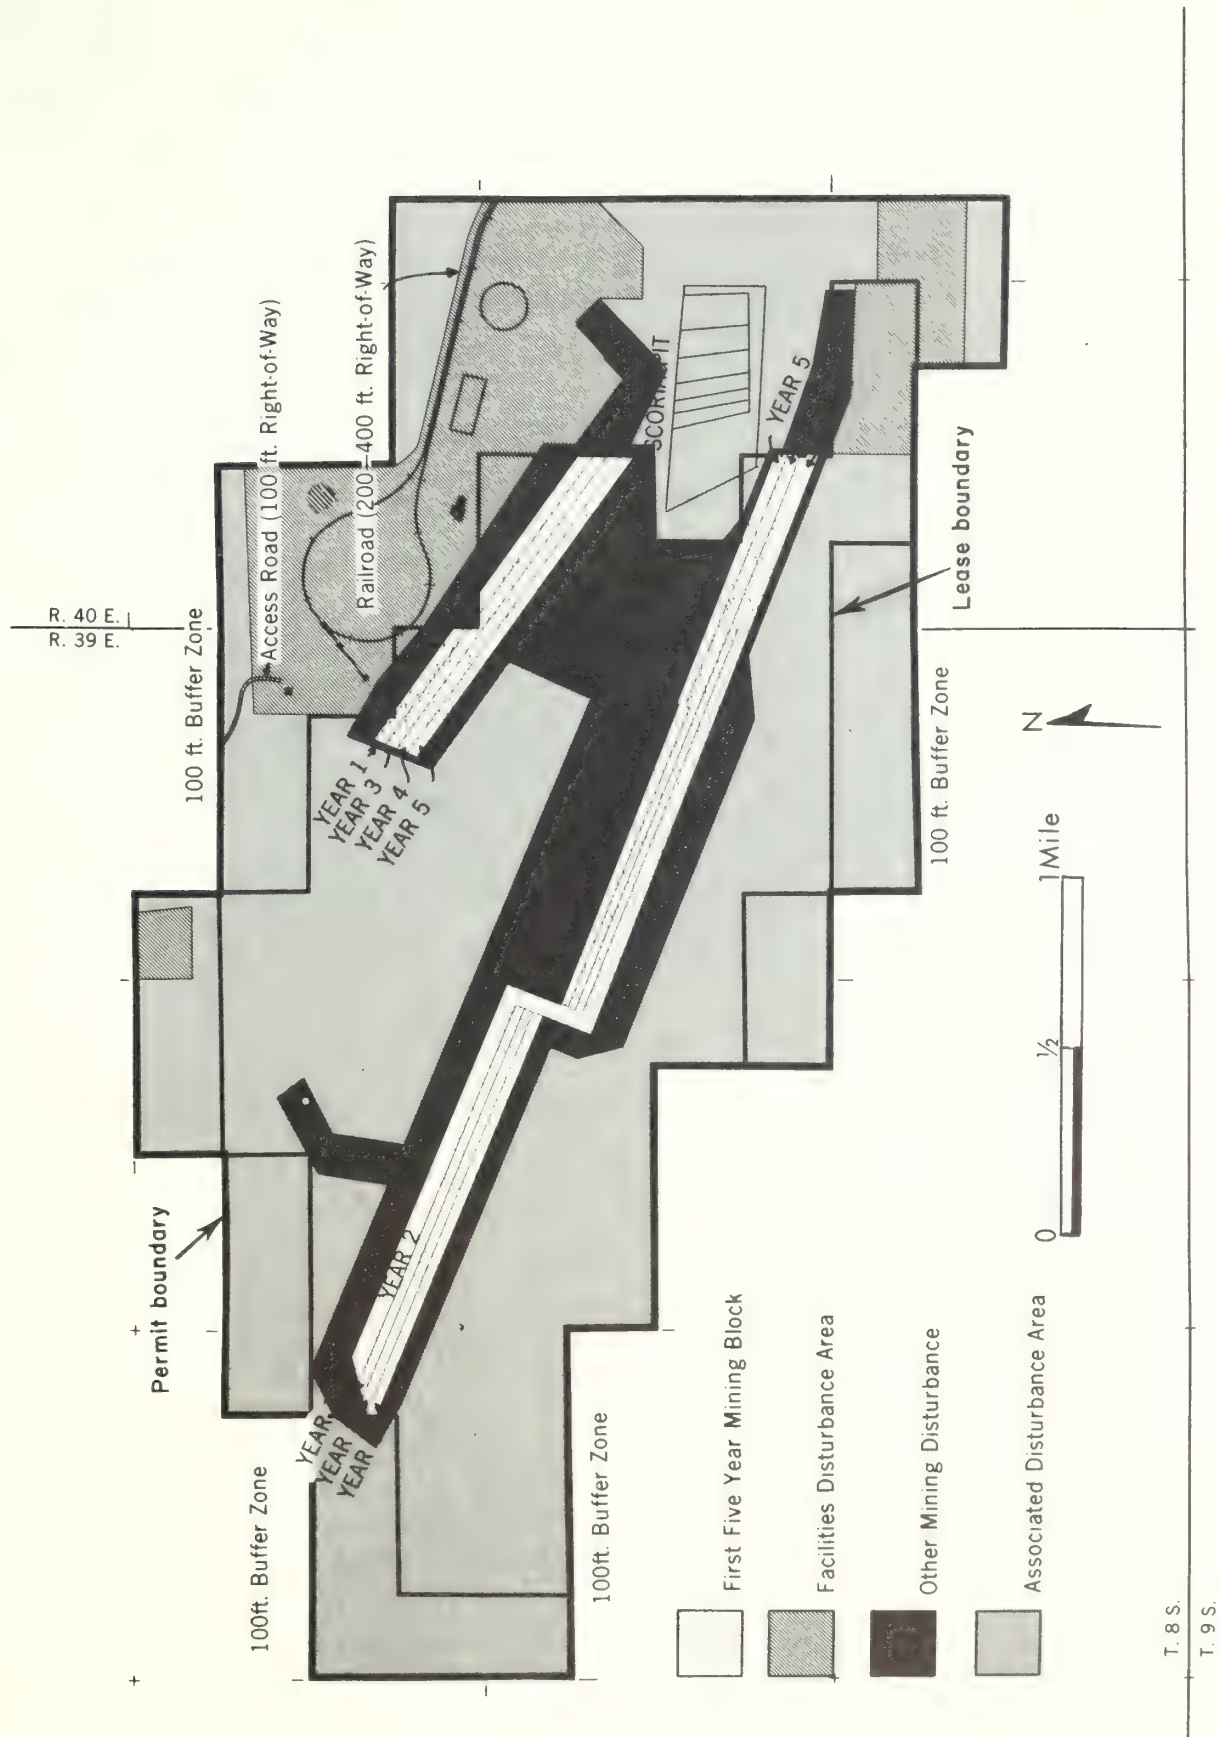 R. 40 E.
R. 39 E.
100 ft. Buffer Zone
Access Road (100 ft. Right-of-Way)
Railroad (200-400 ft. Right-of-Way)
SCORIA PIT
YEAR 5
YEAR 1
YEAR 3
YEAR 4
YEAR 5
Lease boundary
100 ft. Buffer Zone
N
Permit boundary
YEAR 2
YEAR
YEAR
YEAR
100ft. Buffer Zone
100ft. Buffer Zone
0
½
1 Mile
First Five Year Mining Block
Facilities Disturbance Area
Other Mining Disturbance
Associated Disturbance Area
T. 8 S.
T. 9 S.